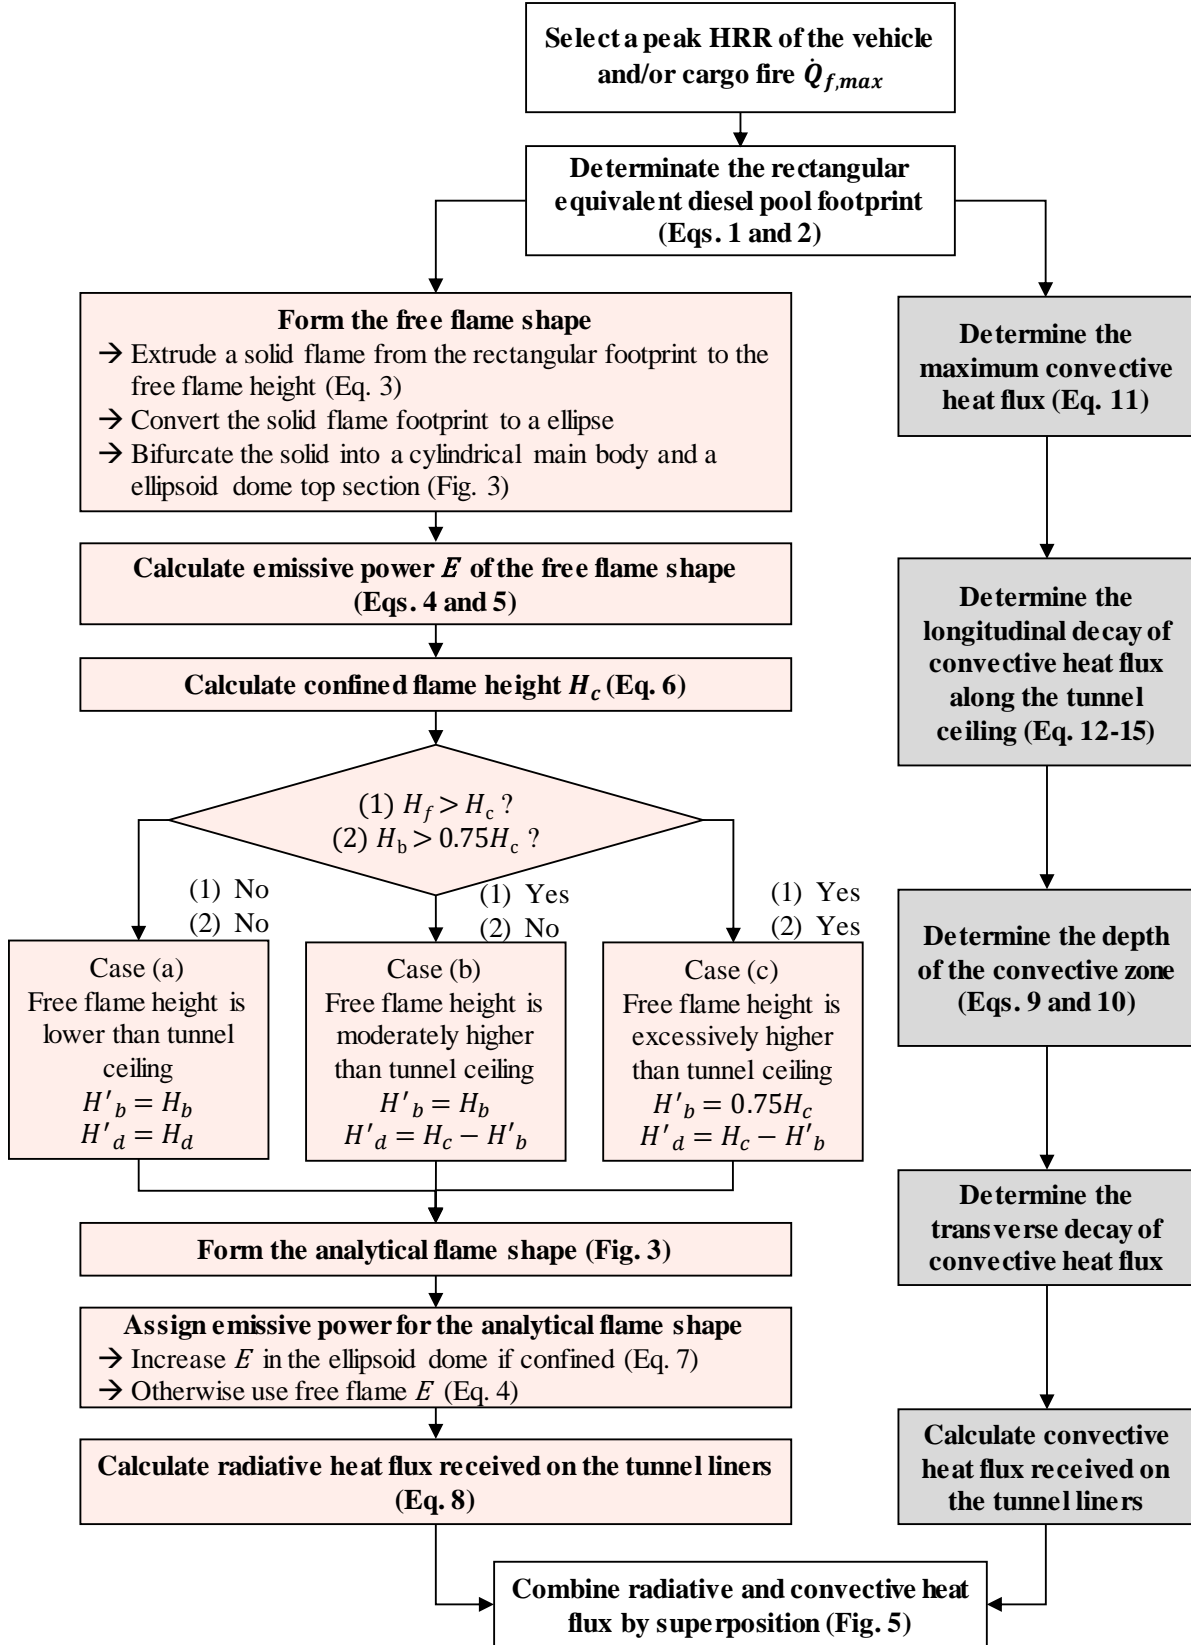 Select a peak HRR of the vehicle
and/or cargo fire Q̇f,max
Determinate the rectangular
equivalent diesel pool footprint
(Eqs. 1 and 2)
Form the free flame shape
→ Extrude a solid flame from the rectangular footprint to the
free flame height (Eq. 3)
→ Convert the solid flame footprint to a ellipse
→ Bifurcate the solid into a cylindrical main body and a
ellipsoid dome top section (Fig. 3)
Calculate emissive power E of the free flame shape
(Eqs. 4 and 5)
Calculate confined flame height Hc (Eq. 6)
(1) Hf > Hc ?
(2) Hb > 0.75Hc ?
(1) No
(2) No
(1) Yes
(2) No
(1) Yes
(2) Yes
Case (a)
Free flame height is
lower than tunnel
ceiling
H'b = Hb
H'd = Hd
Case (b)
Free flame height is
moderately higher
than tunnel ceiling
H'b = Hb
H'd = Hc − H'b
Case (c)
Free flame height is
excessively higher
than tunnel ceiling
H'b = 0.75Hc
H'd = Hc − H'b
Form the analytical flame shape (Fig. 3)
Assign emissive power for the analytical flame shape
→ Increase E in the ellipsoid dome if confined (Eq. 7)
→ Otherwise use free flame E (Eq. 4)
Calculate radiative heat flux received on the tunnel liners
(Eq. 8)
Determine the
maximum convective
heat flux (Eq. 11)
Determine the
longitudinal decay of
convective heat flux
along the tunnel
ceiling (Eq. 12-15)
Determine the depth
of the convective zone
(Eqs. 9 and 10)
Determine the
transverse decay of
convective heat flux
Calculate convective
heat flux received on
the tunnel liners
Combine radiative and convective heat
flux by superposition (Fig. 5)